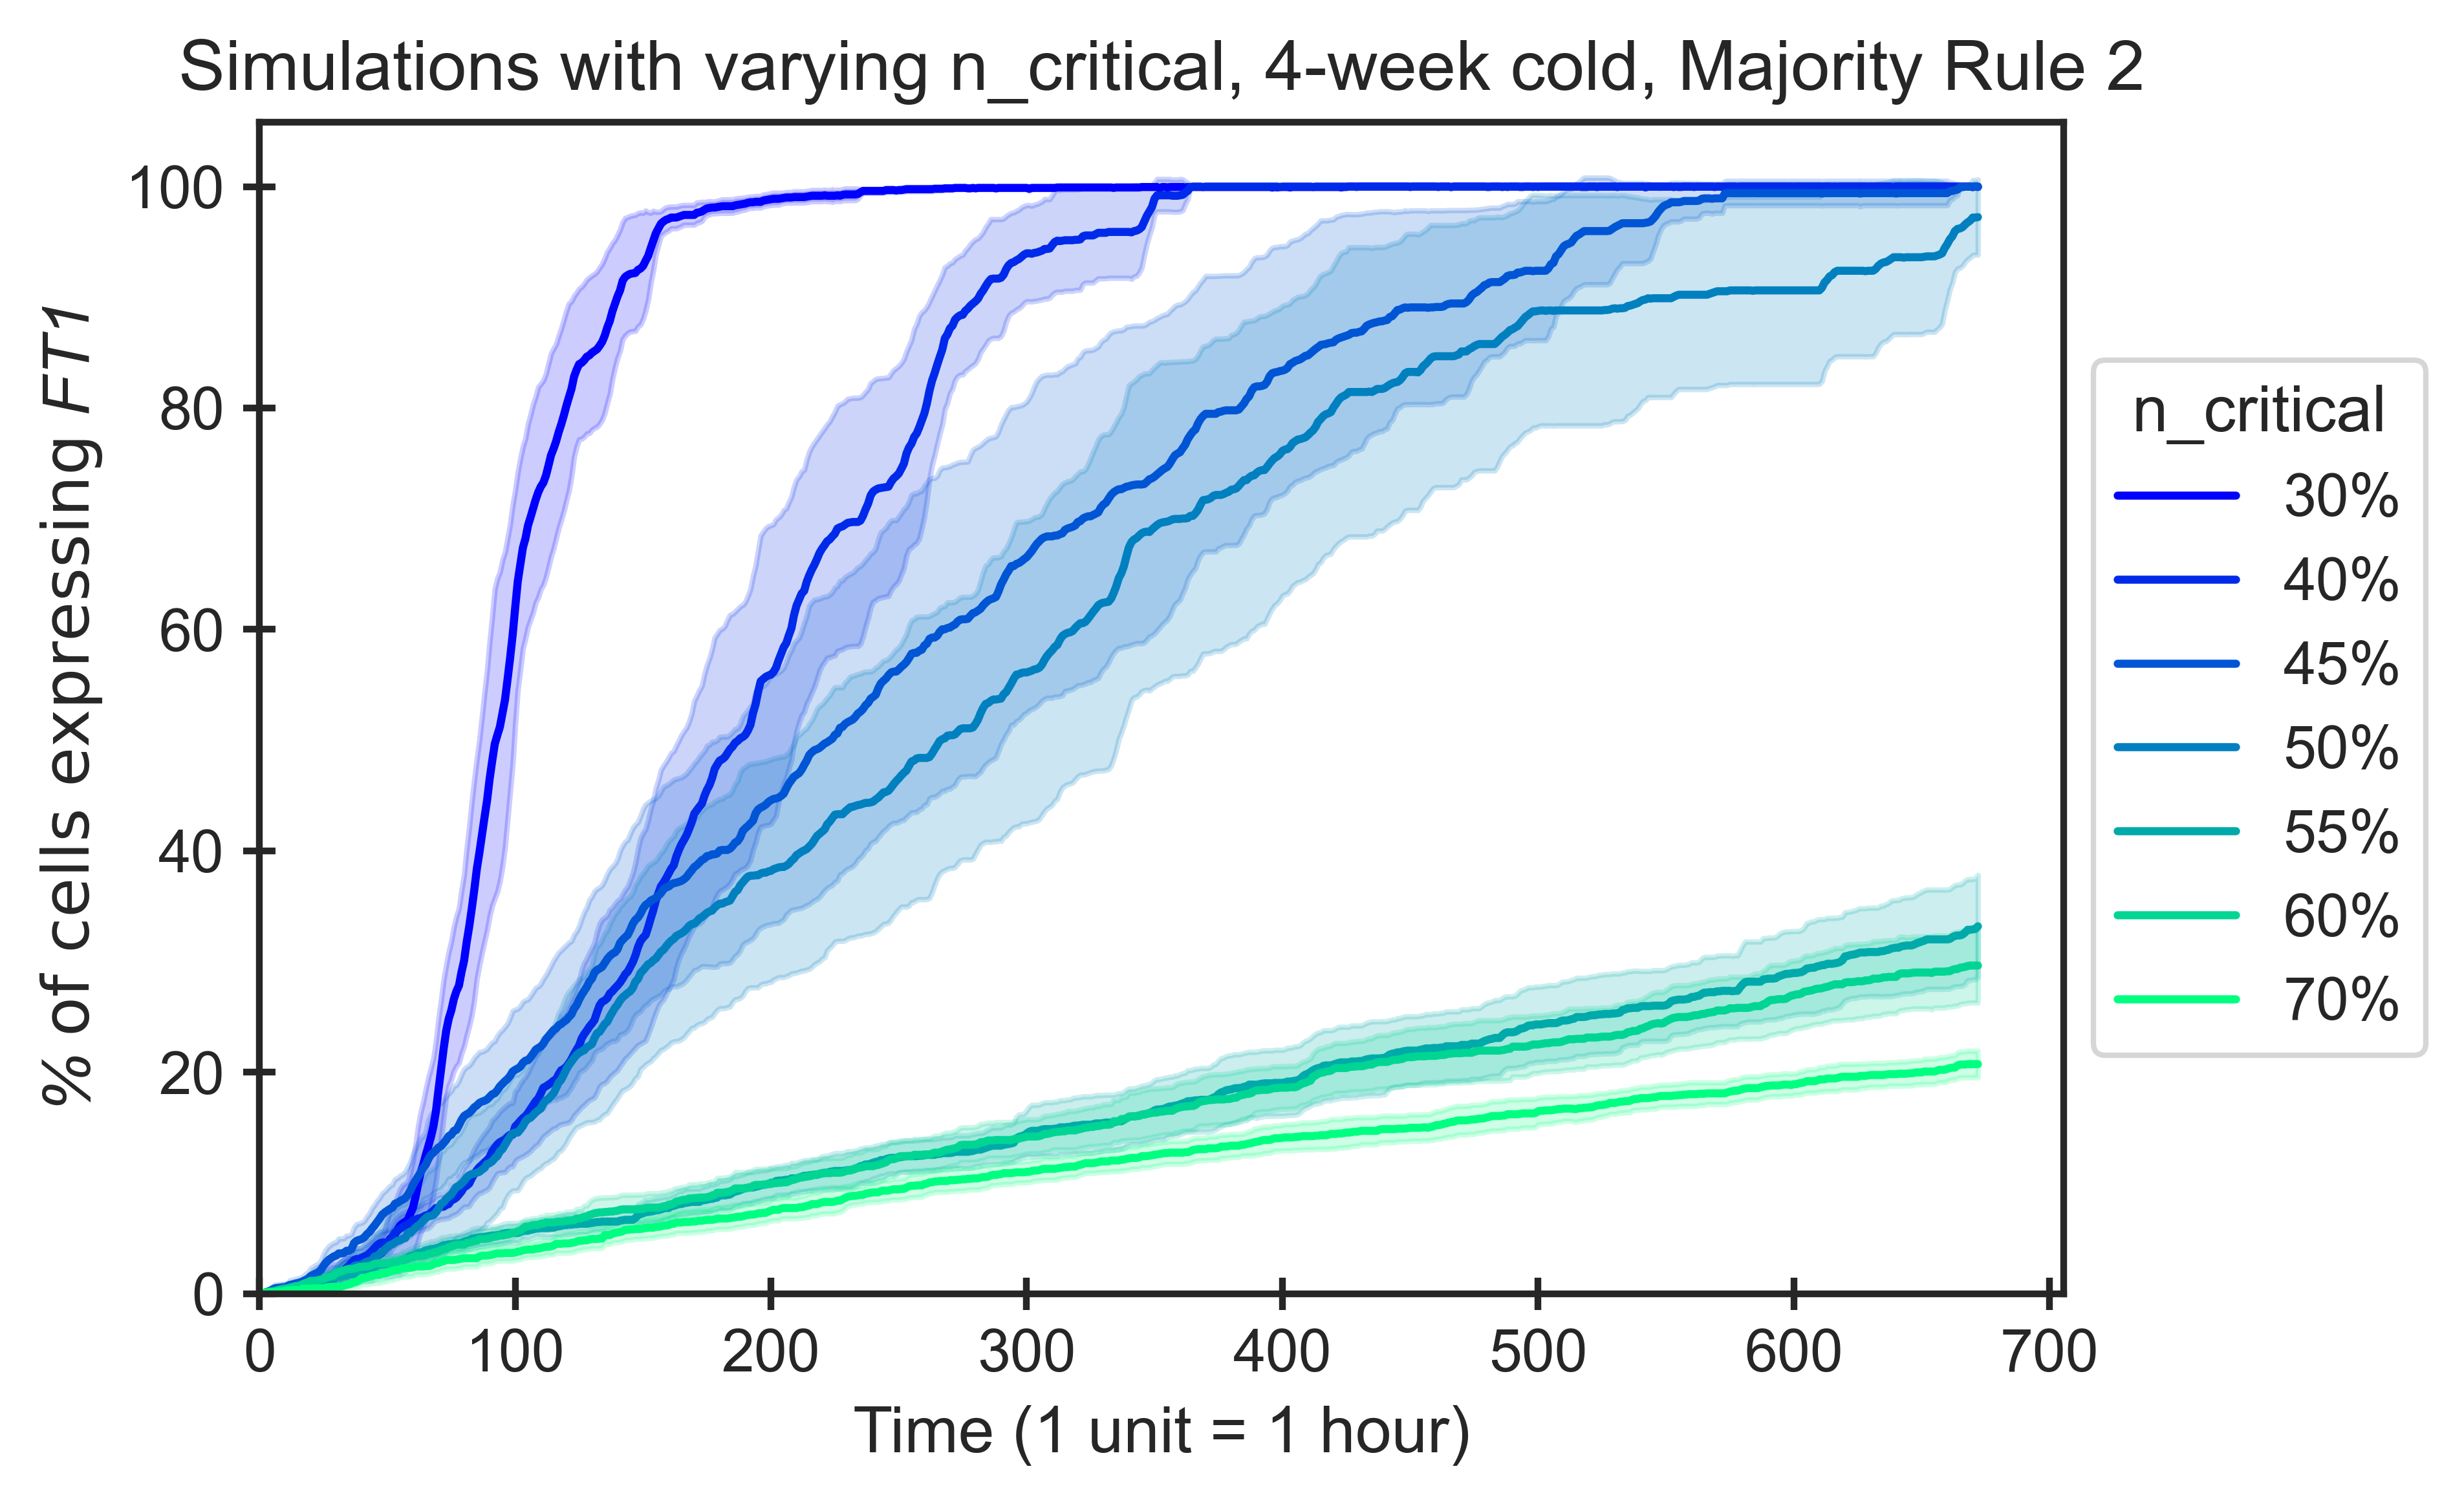 Simulations with varying n_critical, 4-week cold, Majority Rule 2
% of cells expressing FT1
100
80
60
40
20
0
0 100 200 300 400 500 600 700
Time (1 unit = 1 hour)
n_critical
30%
40%
45%
50%
55%
60%
70%